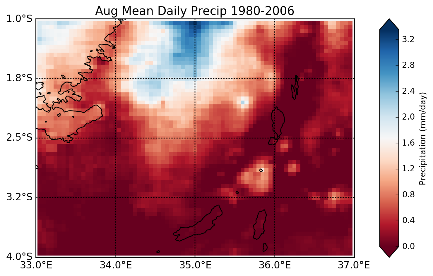 Aug Mean Daily Precip 1980-2006
1.0°S
1.8°S
2.5°S
3.2°S
4.0°S
33.0°E 34.0°E 35.0°E 36.0°E 37.0°E
3.2
2.8
2.4
2.0
1.6
1.2
0.8
0.4
0.0
Precipitation (mm/day)